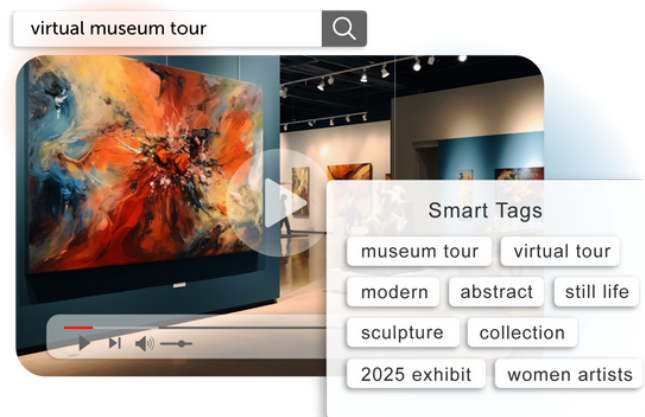 virtual museum tour
Smart Tags
museum tour virtual tour
modern abstract still life
sculpture collection
2025 exhibit women artists